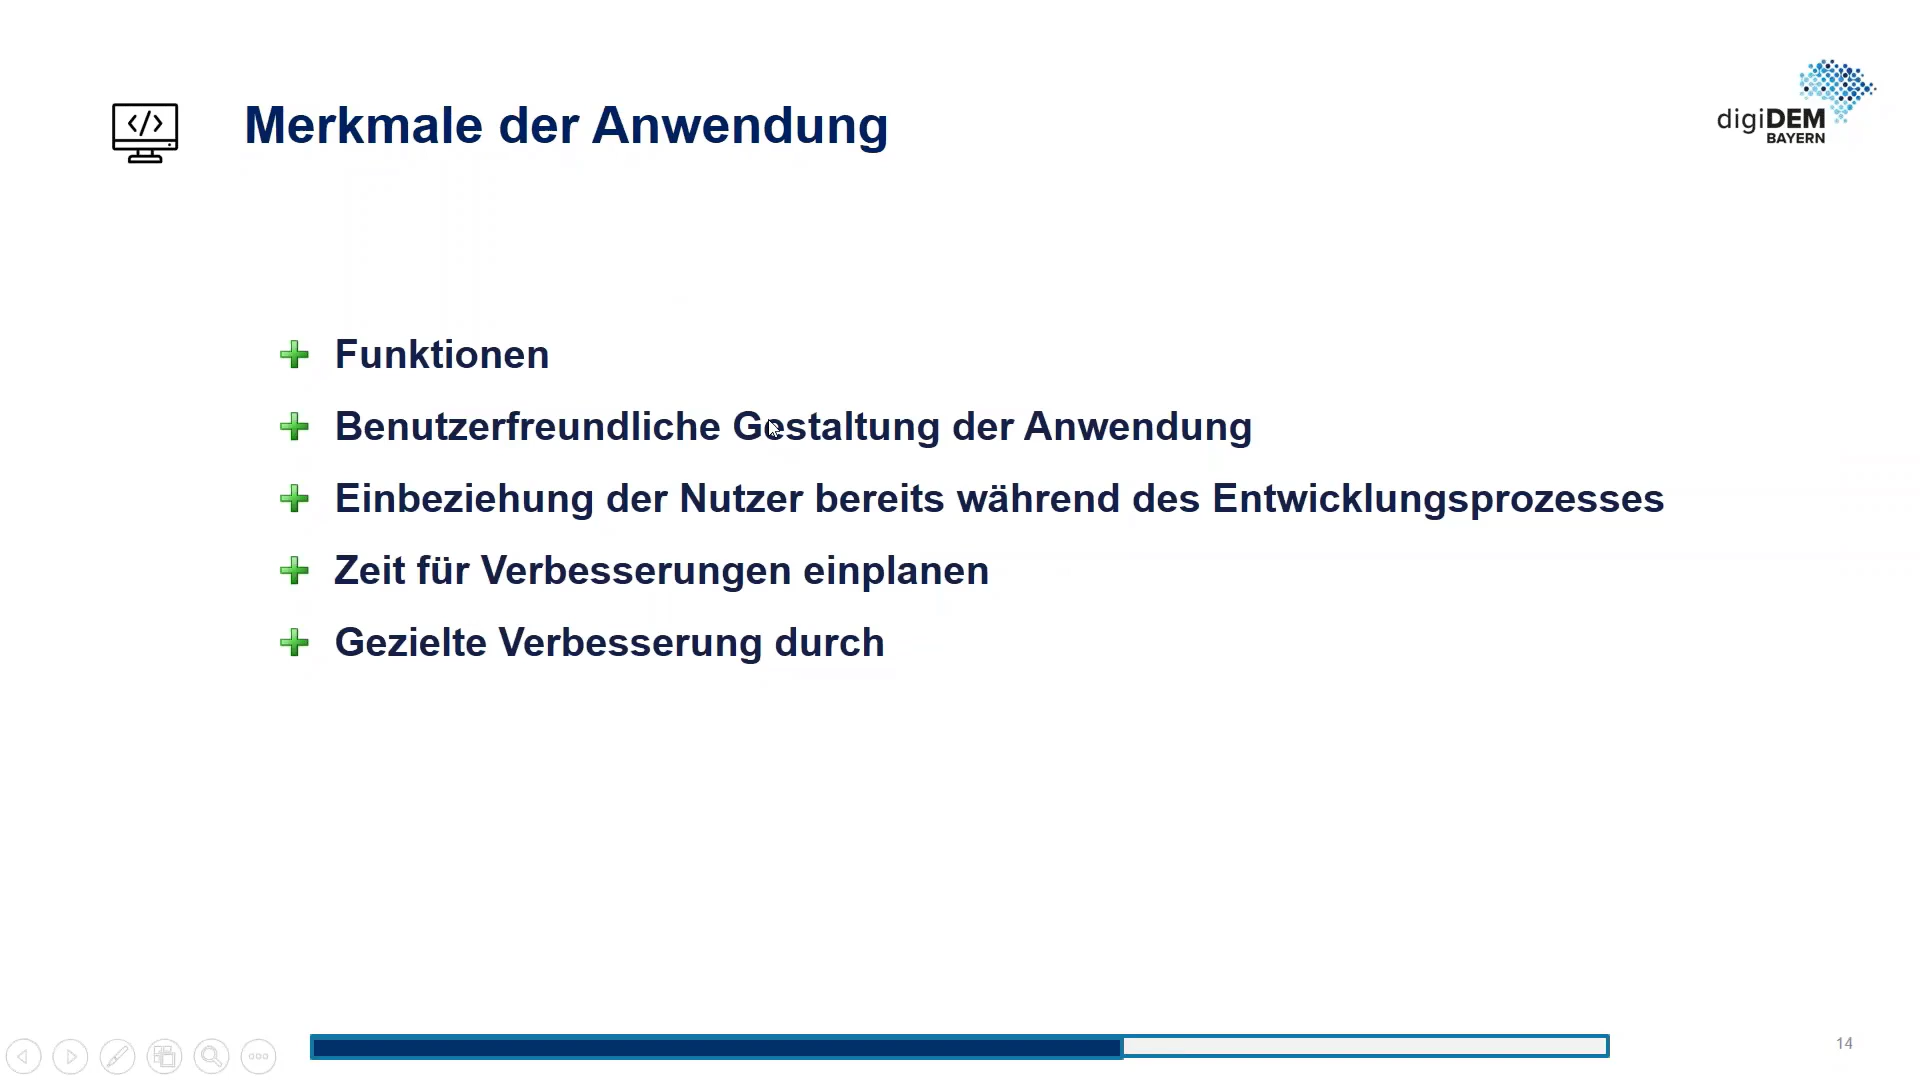 Merkmale der Anwendung
digiDEM
BAYERN
Funktionen
Benutzerfreundliche Gestaltung der Anwendung
Einbeziehung der Nutzer bereits während des Entwicklungsprozesses
Zeit für Verbesserungen einplanen
Gezielte Verbesserung durch
14